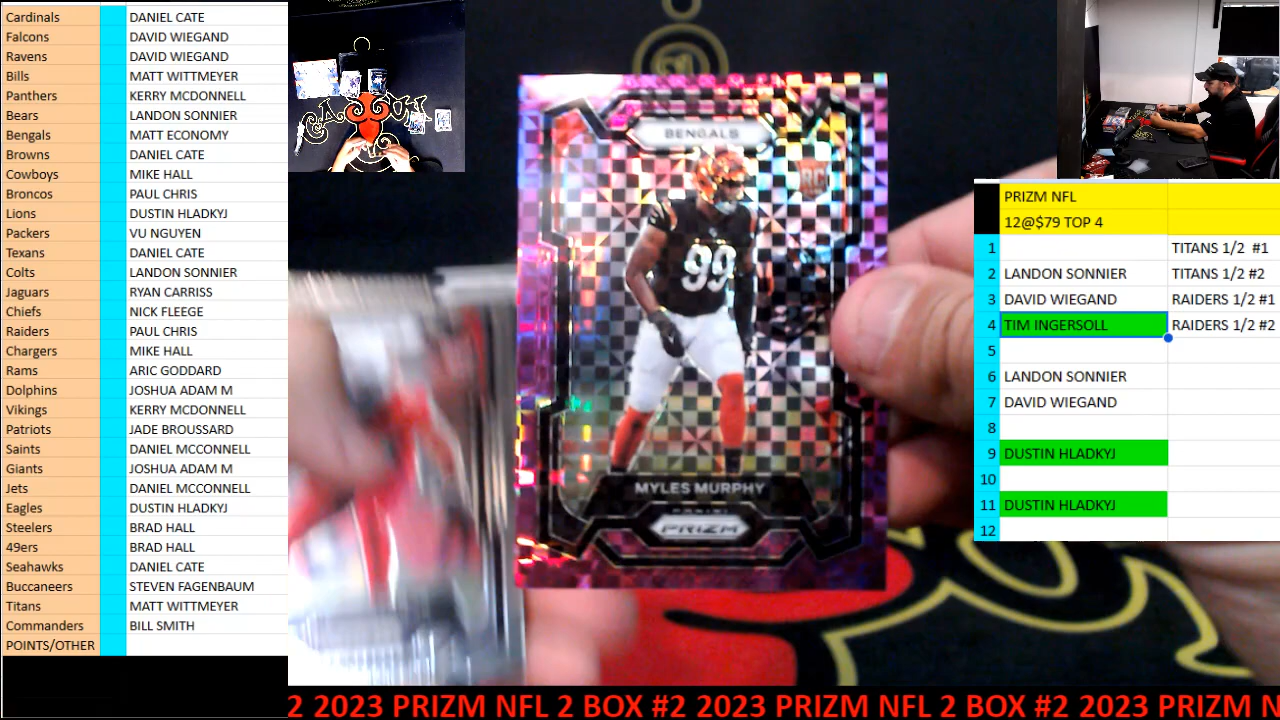 Cardinals DANIEL CATE
Falcons DAVID WIEGAND
Ravens DAVID WIEGAND
Bills MATT WITTMEYER
Panthers KERRY MCDONNELL
Bears LANDON SONNIER
Bengals MATT ECONOMY
Browns DANIEL CATE
Cowboys MIKE HALL
Broncos PAUL CHRIS
Lions DUSTIN HLADKYJ
Packers VU NGUYEN
Texans DANIEL CATE
Colts LANDON SONNIER
Jaguars RYAN CARRISS
Chiefs NICK FLEEGE
Raiders PAUL CHRIS
Chargers MIKE HALL
Rams ARIC GODDARD
Dolphins JOSHUA ADAM M
Vikings KERRY MCDONNELL
Patriots JADE BROUSSARD
Saints DANIEL MCCONNELL
Giants JOSHUA ADAM M
Jets DANIEL MCCONNELL
Eagles DUSTIN HLADKYJ
Steelers BRAD HALL
49ers BRAD HALL
Seahawks DANIEL CATE
Buccaneers STEVEN FAGENBAUM
Titans MATT WITTMEYER
Commanders BILL SMITH
POINTS/OTHER
BENGALS
RC
99
MYLES MURPHY
PANINI
PRIZM
PRIZM NFL
12@$79 TOP 4
1 TITANS 1/2 #1
2 LANDON SONNIER TITANS 1/2 #2
3 DAVID WIEGAND RAIDERS 1/2 #1
4 TIM INGERSOLL RAIDERS 1/2 #2
5
6 LANDON SONNIER
7 DAVID WIEGAND
8
9 DUSTIN HLADKYJ
10
11 DUSTIN HLADKYJ
12
2 2023 PRIZM NFL 2 BOX #2 2023 PRIZM NFL 2 BOX #2 2023 PRIZM N